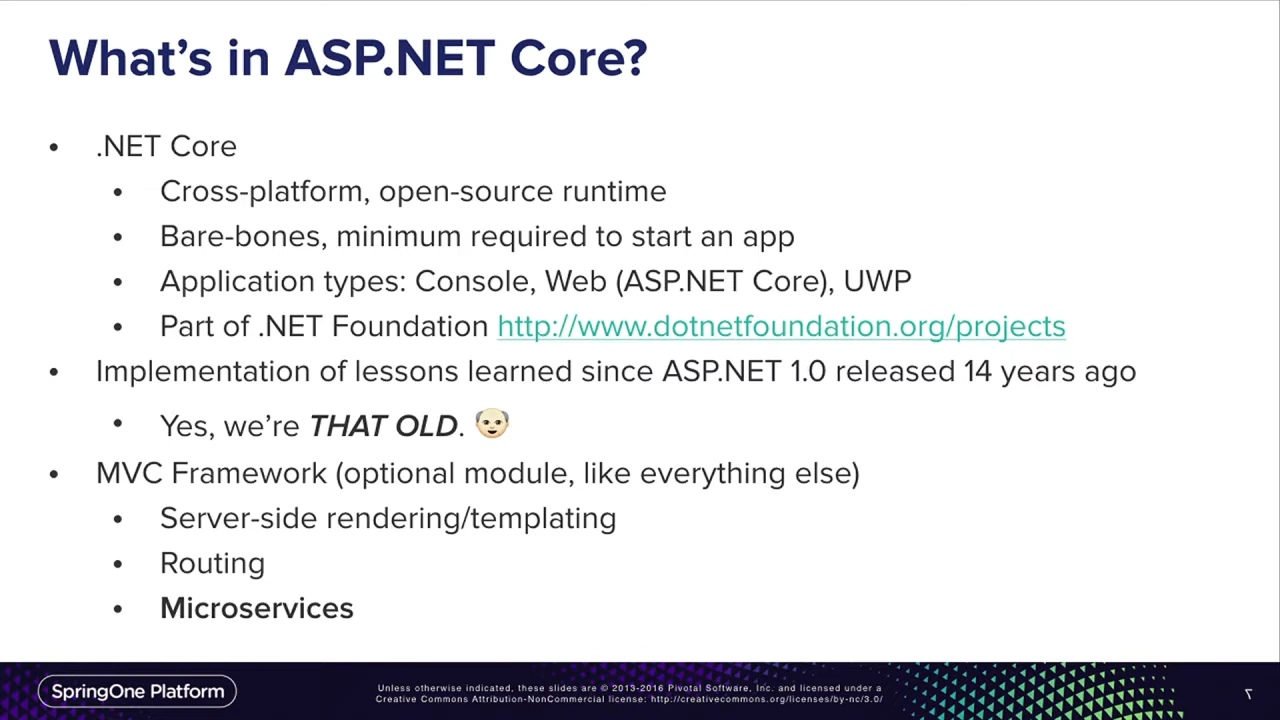 What's in ASP.NET Core?
• .NET Core
• Cross-platform, open-source runtime
• Bare-bones, minimum required to start an app
• Application types: Console, Web (ASP.NET Core), UWP
• Part of .NET Foundation http://www.dotnetfoundation.org/projects
• Implementation of lessons learned since ASP.NET 1.0 released 14 years ago
• Yes, we're THAT OLD. 👴
• MVC Framework (optional module, like everything else)
• Server-side rendering/templating
• Routing
• Microservices
SpringOne Platform
Unless otherwise indicated, these slides are © 2013-2016 Pivotal Software, Inc. and licensed under a
Creative Commons Attribution-NonCommercial license: http://creativecommons.org/licenses/by-nc/3.0/